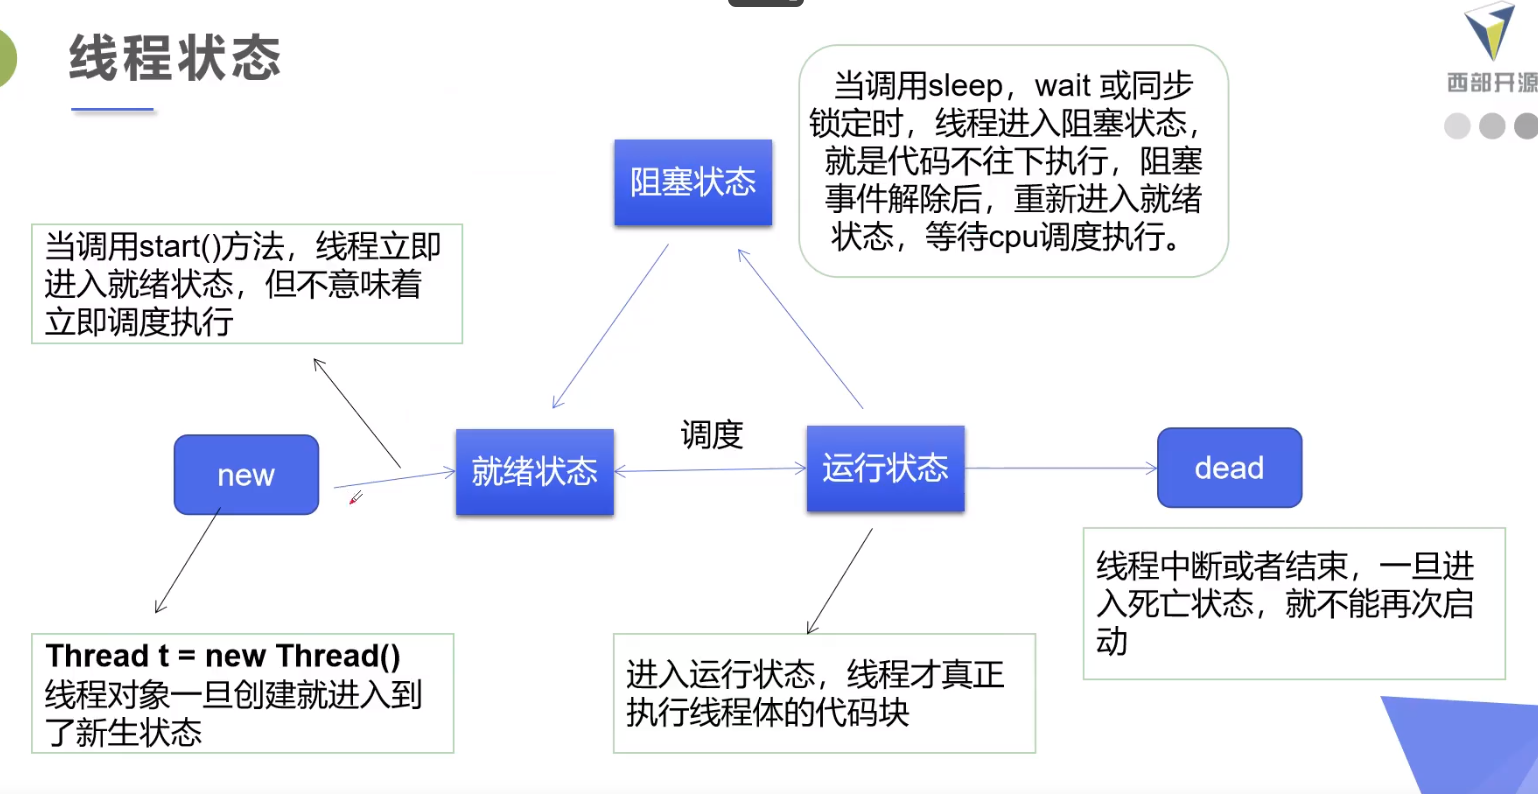 线程状态
西部开源
当调用sleep，wait 或同步
锁定时，线程进入阻塞状态，
就是代码不往下执行，阻塞
事件解除后，重新进入就绪
状态，等待cpu调度执行。
阻塞状态
当调用start()方法，线程立即
进入就绪状态，但不意味着
立即调度执行
new
就绪状态
调度
运行状态
dead
Thread t = new Thread()
线程对象一旦创建就进入到
了新生状态
进入运行状态，线程才真正
执行线程体的代码块
线程中断或者结束，一旦进
入死亡状态，就不能再次启
动